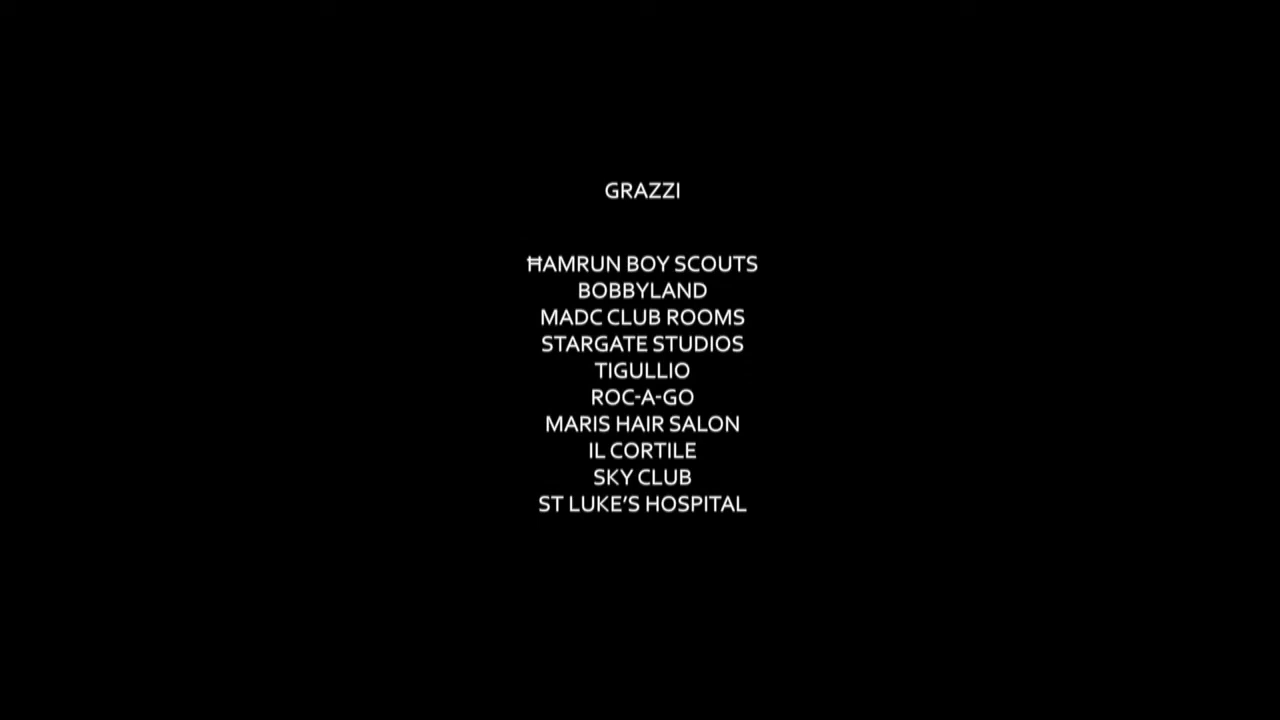 GRAZZI
ĦAMRUN BOY SCOUTS
BOBBYLAND
MADC CLUB ROOMS
STARGATE STUDIOS
TIGULLIO
ROC-A-GO
MARIS HAIR SALON
IL CORTILE
SKY CLUB
ST LUKE’S HOSPITAL